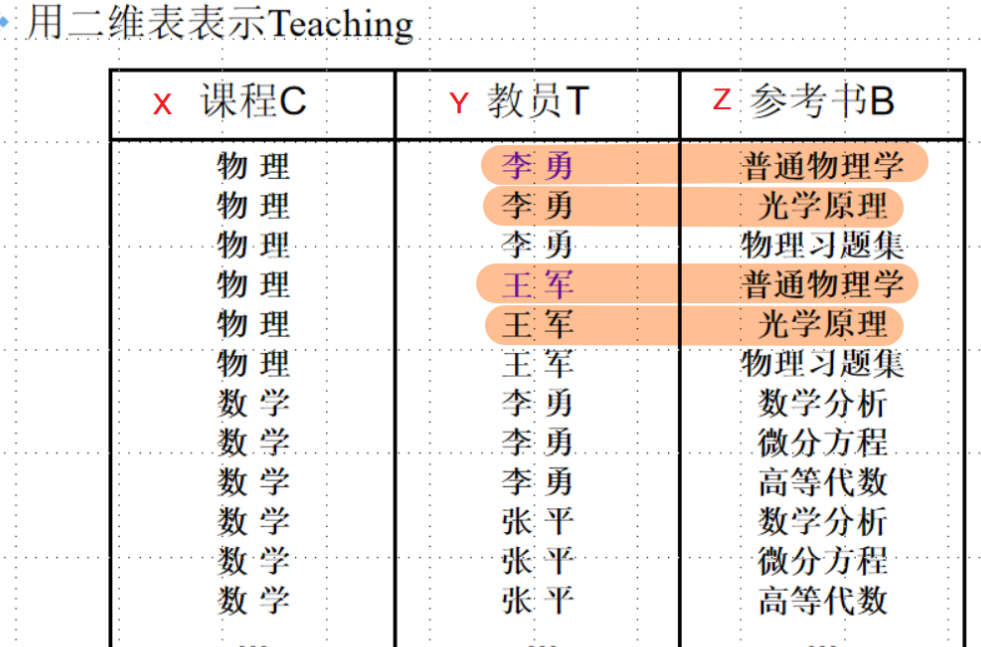 用二维表表示Teaching
X 课程C Y 教员T Z 参考书B
物 理 李 勇 普通物理学
物 理 李 勇 光学原理
物 理 李 勇 物理习题集
物 理 王 军 普通物理学
物 理 王 军 光学原理
物 理 王 军 物理习题集
数 学 李 勇 数学分析
数 学 李 勇 微分方程
数 学 李 勇 高等代数
数 学 张 平 数学分析
数 学 张 平 微分方程
数 学 张 平 高等代数
… … …